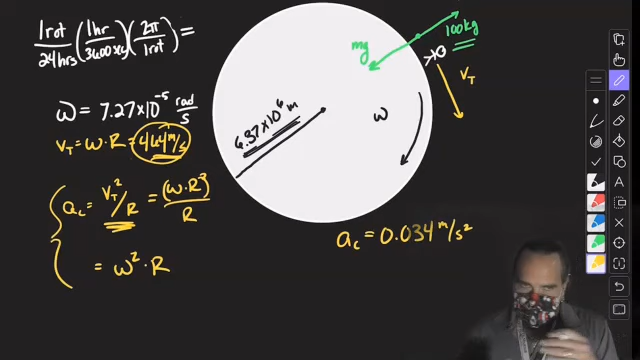 1rot/24hrs (1hr/3600sec)(2π/1rot) =
ω = 7.27×10⁻⁵ rad/s
V_T = ω·R = 464 m/s
a_c = V_T²/R = (ω·R)²/R
= ω²·R
6.37×10⁶ m
mg
100kg
V_T
ω
a_c = 0.034 m/s²